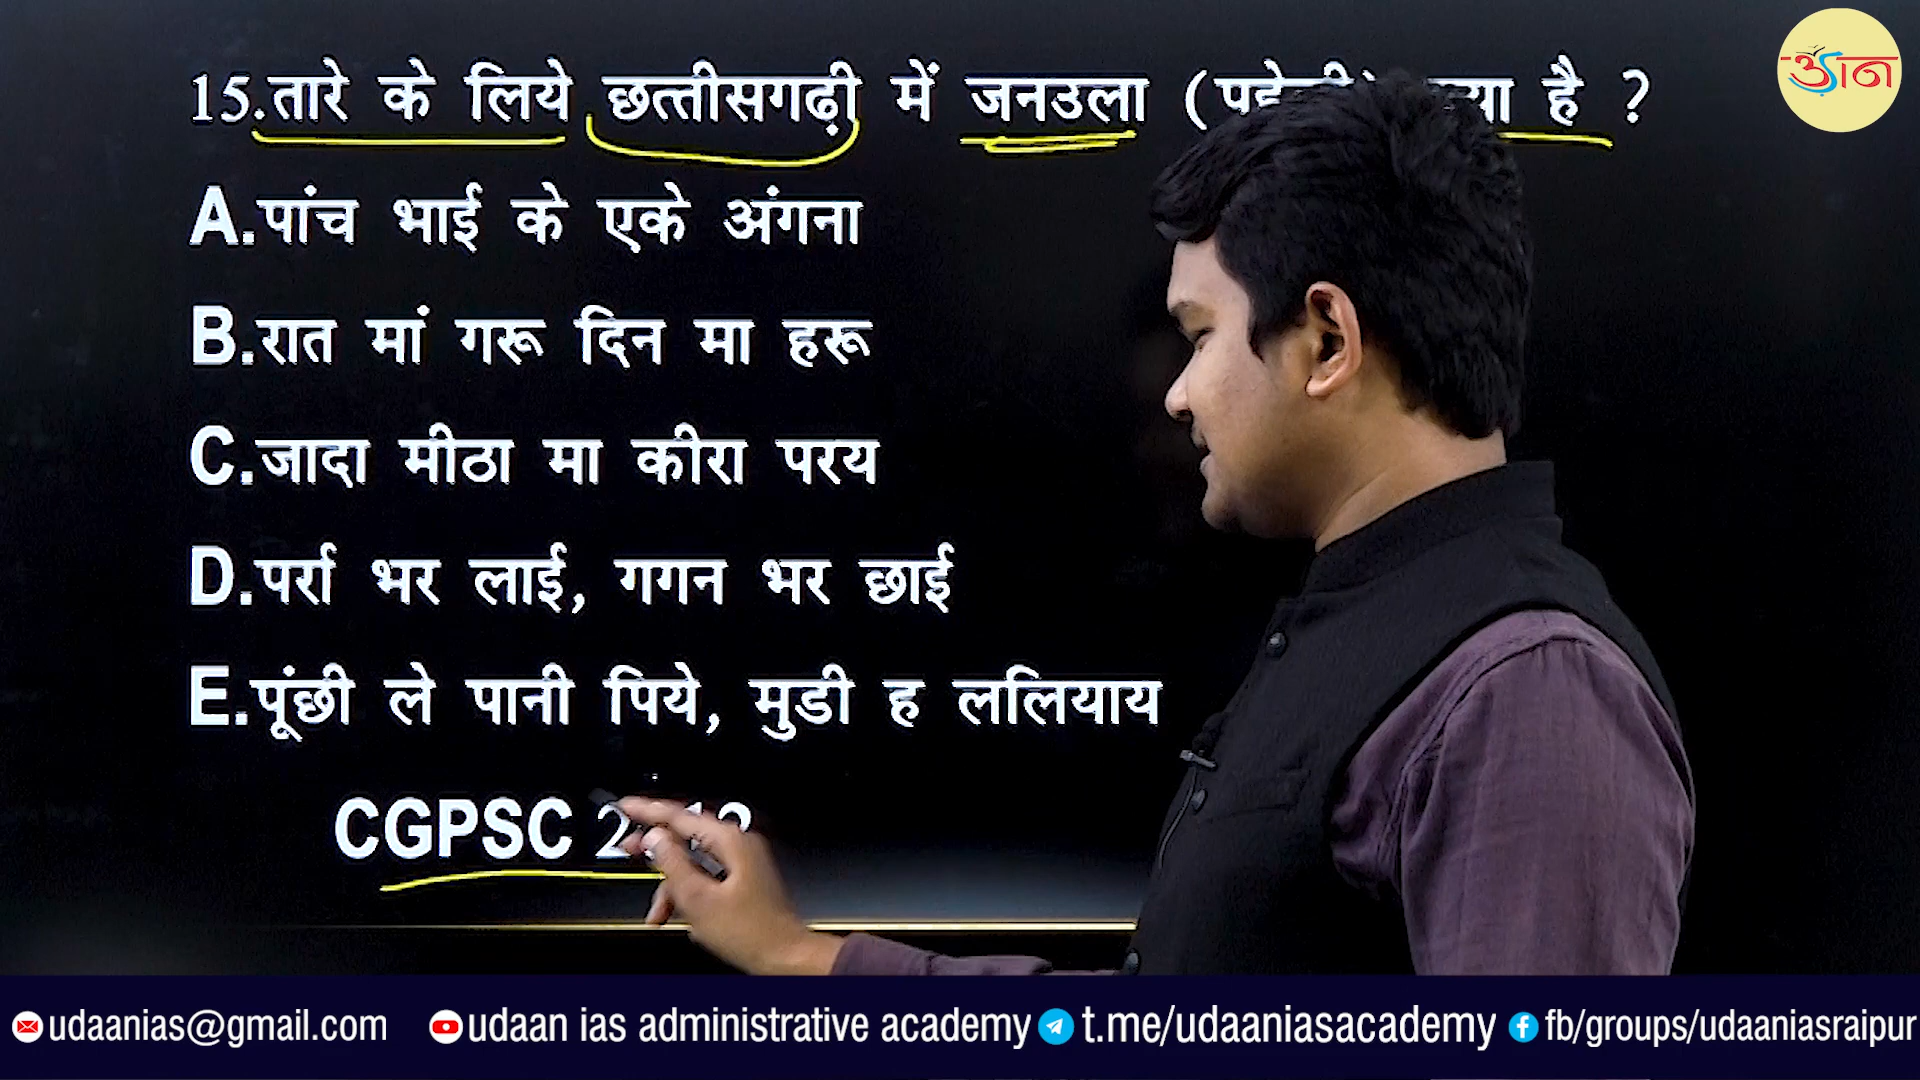 15.तारे के लिये छत्तीसगढ़ी में जनउला है ?
A.पांच भाई के एके अंगना
B.रात मां गरू दिन मा हरू
C.जादा मीठा मा कीरा परय
D.पर्रा भर लाई, गगन भर छाई
E.पूंछी ले पानी पिये, मुडी ह ललियाय
CGPSC
उड़ान
udaanias@gmail.com udaan ias administrative academy t.me/udaaniasacademy fb/groups/udaaniasraipur